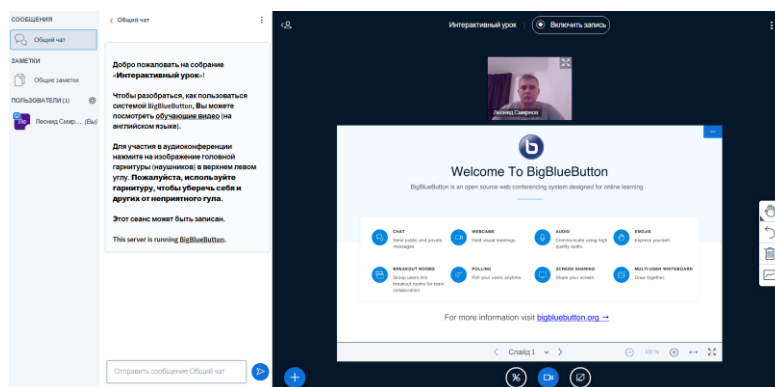 СООБЩЕНИЯ
Общий чат
ЗАМЕТКИ
Общие заметки
ПОЛЬЗОВАТЕЛИ (1)
Ле
Леонид Смир... (Вы)
Общий чат
Добро пожаловать на собрание
«Интерактивный урок»!
Чтобы разобраться, как пользоваться
системой BigBlueButton, Вы можете
посмотреть обучающие видео (на
английском языке).
Для участия в аудиоконференции
нажмите на изображение головной
гарнитуры (наушников) в верхнем левом
углу. Пожалуйста, используйте
гарнитуру, чтобы уберечь себя и
других от неприятного гула.
Этот сеанс может быть записан.
This server is running BigBlueButton.
Отправить сообщение Общий чат
Интерактивный урок
Включить запись
Леонид Смирнов
Welcome To BigBlueButton
BigBlueButton is an open source web conferencing system designed for online learning
CHAT
Send public and private
messages.
WEBCAMS
Hold visual meetings.
AUDIO
Communicate using high
quality audio.
EMOJIS
Express yourself.
BREAKOUT ROOMS
Group users into
breakout rooms for team
collaboration.
POLLING
Poll your users anytime.
SCREEN SHARING
Share your screen.
MULTI-USER WHITEBOARD
Draw together.
For more information visit bigbluebutton.org →
Слайд 1
100%